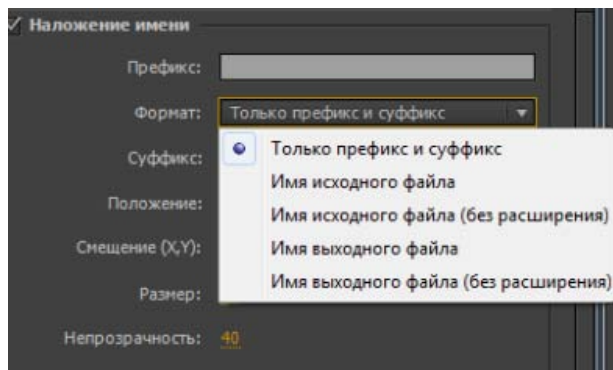 Наложение имени
Префикс:
Формат: Только префикс и суффикс
Суффикс:
Только префикс и суффикс
Имя исходного файла
Положение:
Имя исходного файла (без расширения)
Смещение (X,Y):
Имя выходного файла
Размер:
Имя выходного файла (без расширения)
Непрозрачность: 40